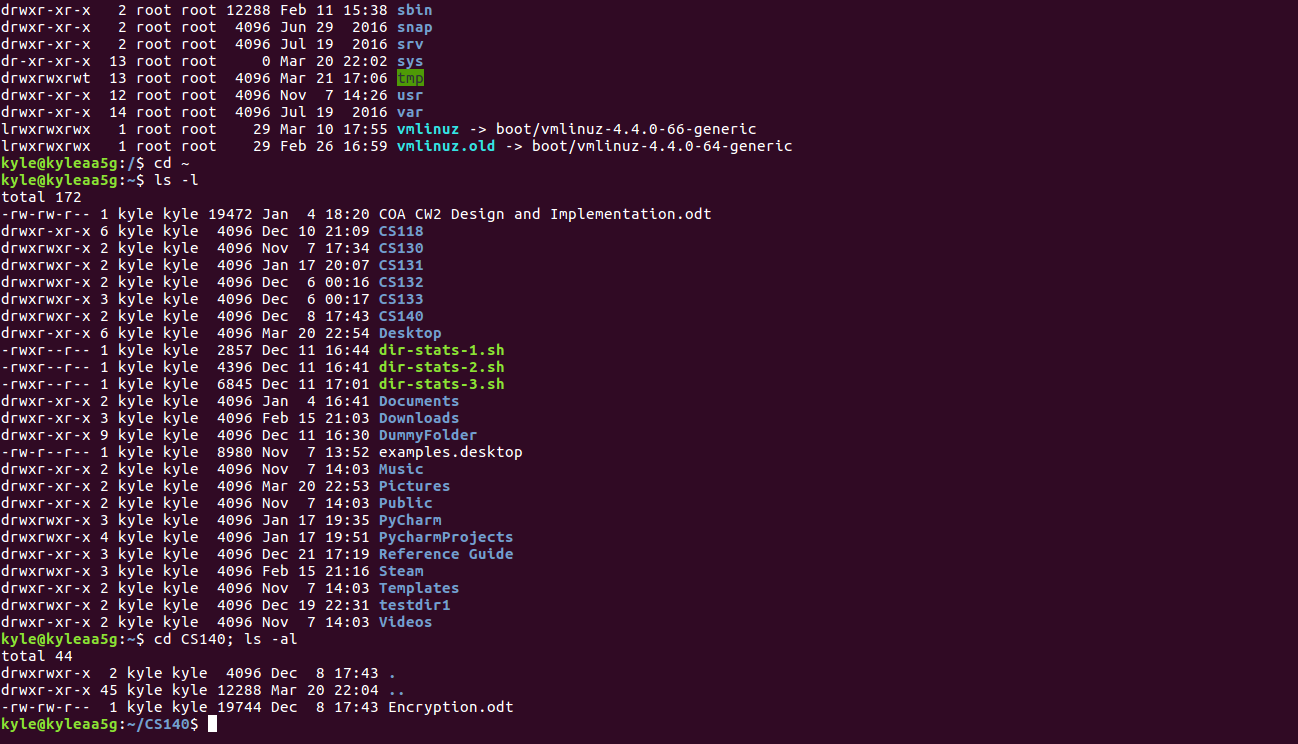 drwxr-xr-x   2 root root 12288 Feb 11 15:38 sbin
drwxr-xr-x   2 root root  4096 Jun 29  2016 snap
drwxr-xr-x   2 root root  4096 Jul 19  2016 srv
dr-xr-xr-x  13 root root     0 Mar 20 22:02 sys
drwxrwxrwt  13 root root  4096 Mar 21 17:06 tmp
drwxr-xr-x  12 root root  4096 Nov  7 14:26 usr
drwxr-xr-x  14 root root  4096 Jul 19  2016 var
lrwxrwxrwx   1 root root    29 Mar 10 17:55 vmlinuz -> boot/vmlinuz-4.4.0-66-generic
lrwxrwxrwx   1 root root    29 Feb 26 16:59 vmlinuz.old -> boot/vmlinuz-4.4.0-64-generic
kyle@kyleaa5g:/$ cd ~
kyle@kyleaa5g:~$ ls -l
total 172
-rw-rw-r-- 1 kyle kyle 19472 Jan  4 18:20 COA CW2 Design and Implementation.odt
drwxr-xr-x 6 kyle kyle  4096 Dec 10 21:09 CS118
drwxrwxr-x 2 kyle kyle  4096 Nov  7 17:34 CS130
drwxrwxr-x 2 kyle kyle  4096 Jan 17 20:07 CS131
drwxrwxr-x 2 kyle kyle  4096 Dec  6 00:16 CS132
drwxrwxr-x 3 kyle kyle  4096 Dec  6 00:17 CS133
drwxrwxr-x 2 kyle kyle  4096 Dec  8 17:43 CS140
drwxr-xr-x 6 kyle kyle  4096 Mar 20 22:54 Desktop
-rwxr--r-- 1 kyle kyle  2857 Dec 11 16:44 dir-stats-1.sh
-rwxr--r-- 1 kyle kyle  4396 Dec 11 16:41 dir-stats-2.sh
-rwxr--r-- 1 kyle kyle  6845 Dec 11 17:01 dir-stats-3.sh
drwxr-xr-x 2 kyle kyle  4096 Jan  4 16:41 Documents
drwxr-xr-x 3 kyle kyle  4096 Feb 15 21:03 Downloads
drwxr-xr-x 9 kyle kyle  4096 Dec 11 16:30 DummyFolder
-rw-r--r-- 1 kyle kyle  8980 Nov  7 13:52 examples.desktop
drwxr-xr-x 2 kyle kyle  4096 Nov  7 14:03 Music
drwxr-xr-x 2 kyle kyle  4096 Mar 20 22:53 Pictures
drwxr-xr-x 2 kyle kyle  4096 Nov  7 14:03 Public
drwxrwxr-x 3 kyle kyle  4096 Jan 17 19:35 PyCharm
drwxrwxr-x 4 kyle kyle  4096 Jan 17 19:51 PycharmProjects
drwxr-xr-x 3 kyle kyle  4096 Dec 21 17:19 Reference Guide
drwxrwxr-x 3 kyle kyle  4096 Feb 15 21:16 Steam
drwxr-xr-x 2 kyle kyle  4096 Nov  7 14:03 Templates
drwxr-xr-x 2 kyle kyle  4096 Dec 19 22:31 testdir1
drwxr-xr-x 2 kyle kyle  4096 Nov  7 14:03 Videos
kyle@kyleaa5g:~$ cd CS140; ls -al
total 44
drwxrwxr-x  2 kyle kyle  4096 Dec  8 17:43 .
drwxr-xr-x 45 kyle kyle 12288 Mar 20 22:04 ..
-rw-rw-r--  1 kyle kyle 19744 Dec  8 17:43 Encryption.odt
kyle@kyleaa5g:~/CS140$